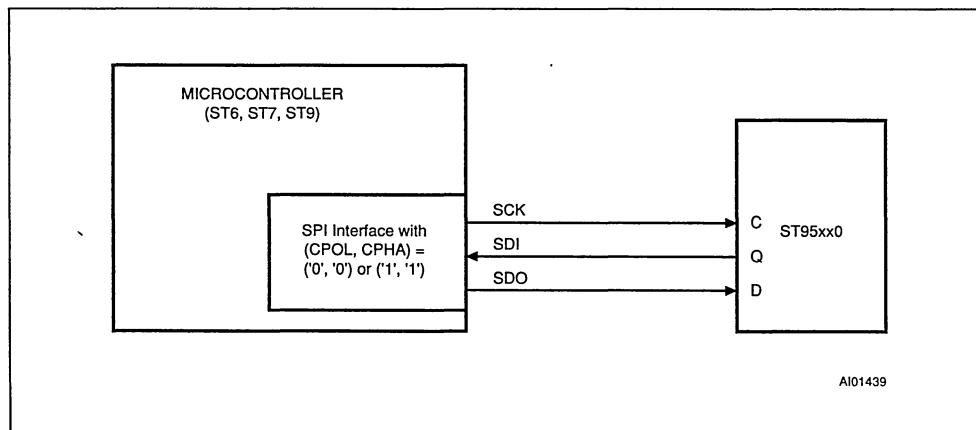 MICROCONTROLLER
(ST6, ST7, ST9)
SPI Interface with
(CPOL, CPHA) =
('0', '0') or ('1', '1')
SCK
SDI
SDO
C
Q
D
ST95xx0
AI01439